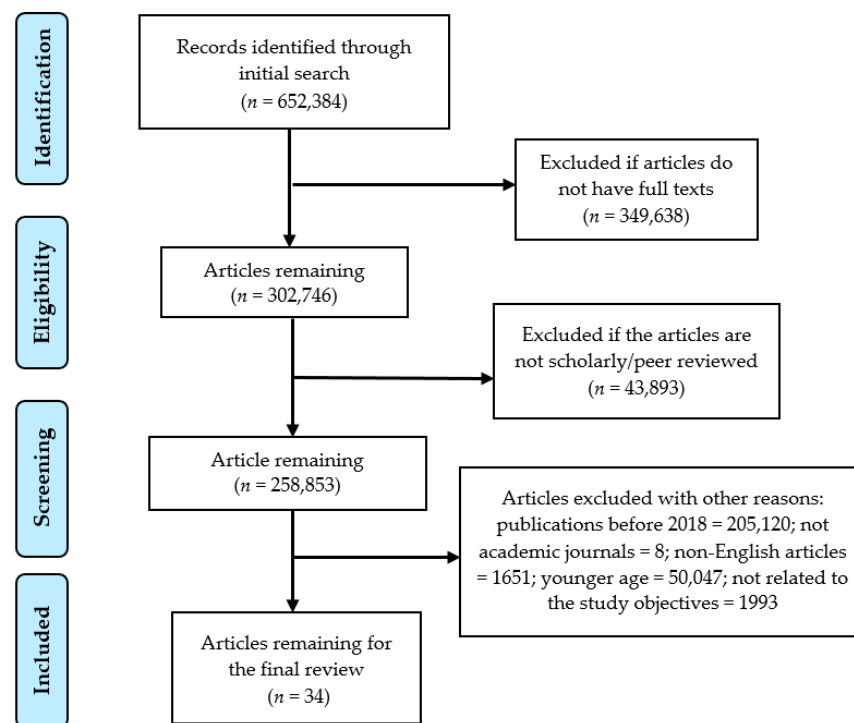 Identification
Records identified through
initial search
(n = 652,384)
Excluded if articles do
not have full texts
(n = 349,638)
Eligibility
Articles remaining
(n = 302,746)
Excluded if the articles are
not scholarly/peer reviewed
(n = 43,893)
Screening
Article remaining
(n = 258,853)
Articles excluded with other reasons:
publications before 2018 = 205,120; not
academic journals = 8; non-English articles
= 1651; younger age = 50,047; not related to
the study objectives = 1993
Included
Articles remaining for
the final review
(n = 34)